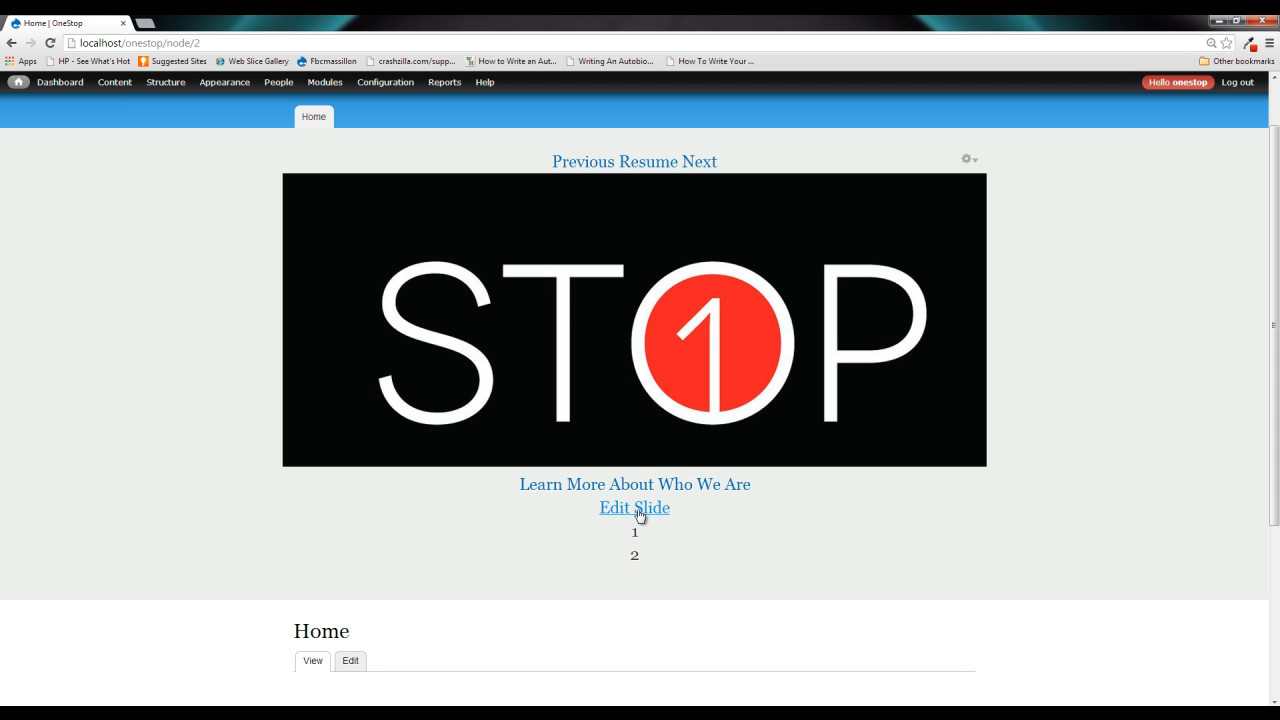 Home | OneStop
localhost/onestop/node/2
Apps HP - See What's Hot Suggested Sites Web Slice Gallery Fbcmassillon crashzilla.com/supp... How to Write an Aut... Writing An Autobio... How To Write Your ... Other bookmarks
Dashboard Content Structure Appearance People Modules Configuration Reports Help Hello onestop Log out
Home
Previous Resume Next
STOP
1
Learn More About Who We Are
Edit Slide
1
2
Home
View Edit